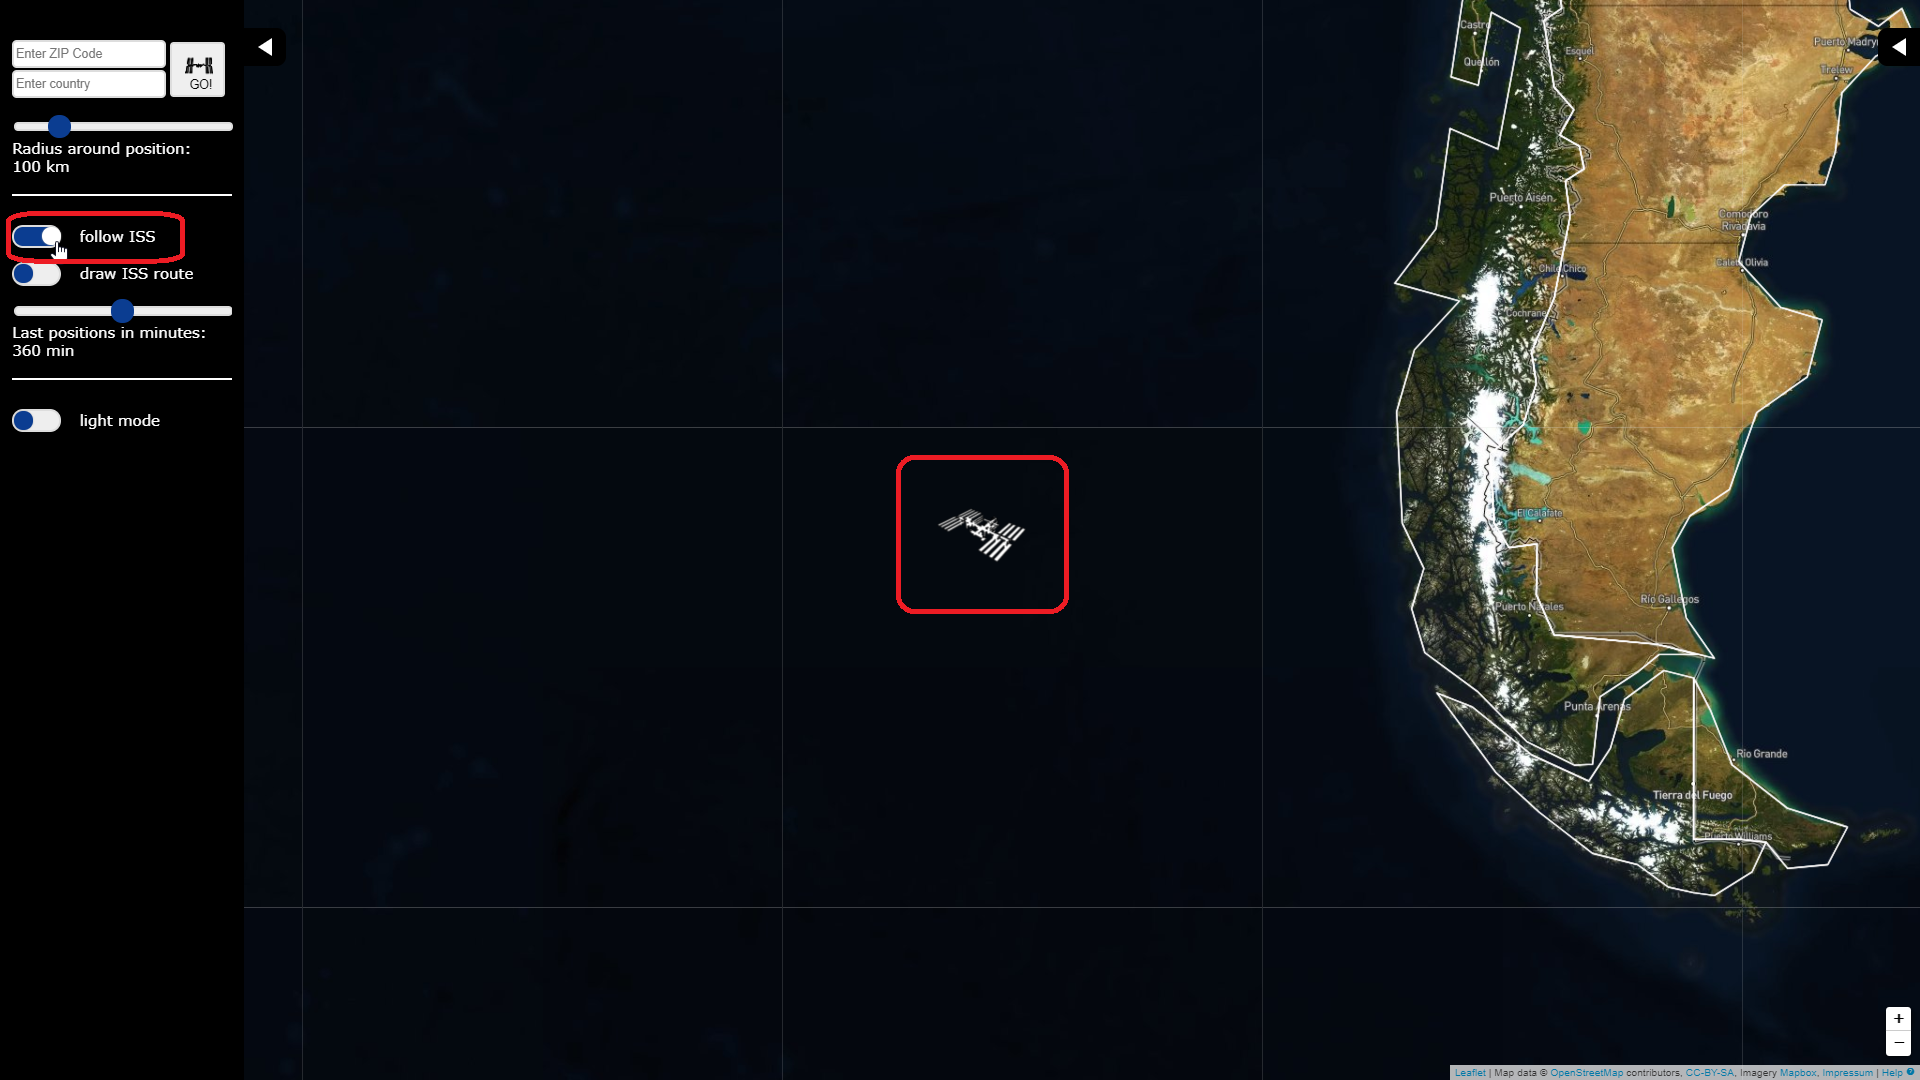 Enter ZIP Code
Enter country
GO!
Radius around position:
100 km
follow ISS
draw ISS route
Last positions in minutes:
360 min
light mode
Castro
Quellón
Esquel
Puerto Madry
Trelew
Puerto Aisén
Comodoro
Rivadavia
Caleta Olivia
Chile Chico
Cochrane
El Calafate
Puerto Natales
Río Gallegos
Punta Arenas
Río Grande
Tierra del Fuego
Puerto Williams
+
−
Leaflet | Map data © OpenStreetMap contributors, CC-BY-SA, Imagery Mapbox, Impressum | Help ?